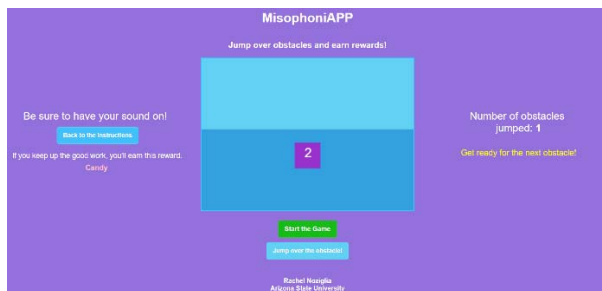 MisophoniAPP
Jump over obstacles and earn rewards!
Be sure to have your sound on!
Back to the Instructions
If you keep up the good work, you'll earn this reward.
Candy
2
Number of obstacles
jumped: 1
Get ready for the next obstacle!
Start the Game
Jump over the obstacle!
Rachel Noziglia
Arizona State University